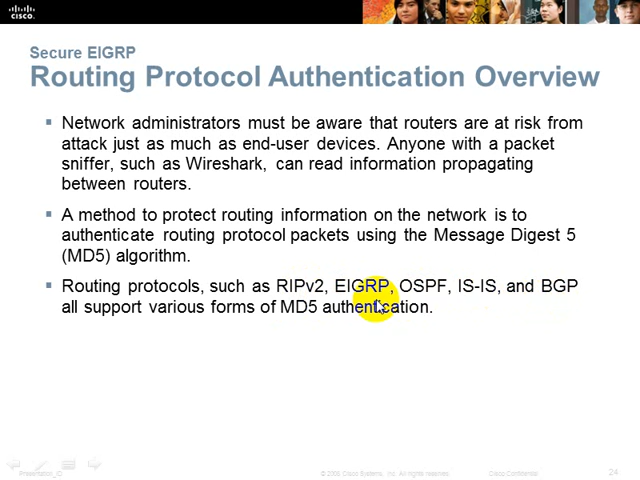 CISCO.
Secure EIGRP
Routing Protocol Authentication Overview
Network administrators must be aware that routers are at risk from
attack just as much as end-user devices. Anyone with a packet
sniffer, such as Wireshark, can read information propagating
between routers.
A method to protect routing information on the network is to
authenticate routing protocol packets using the Message Digest 5
(MD5) algorithm.
Routing protocols, such as RIPv2, EIGRP, OSPF, IS-IS, and BGP
all support various forms of MD5 authentication.
Presentation_ID
© 2008 Cisco Systems, Inc. All rights reserved.
Cisco Confidential
24